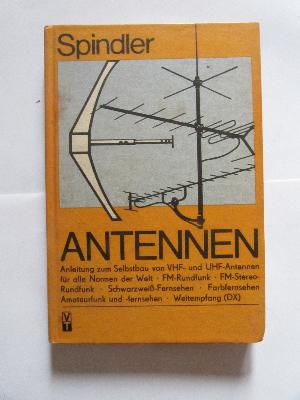 Spindler
ANTENNEN
Anleitung zum Selbstbau von VHF- und UHF-Antennen
für alle Normen der Welt · FM-Rundfunk · FM-Stereo-
Rundfunk · Schwarzweiß-Fernsehen · Farbfernsehen
Amateurfunk und -fernsehen · Weitempfang (DX)
VT